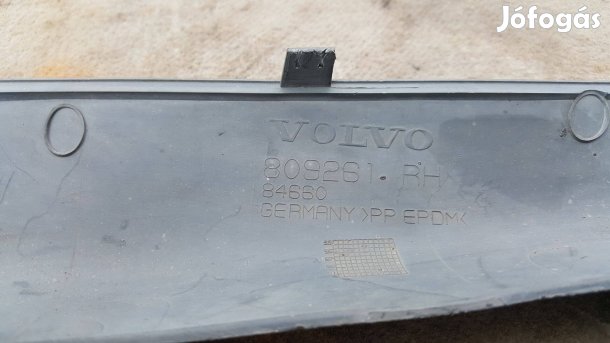 Jófogás
VOLVO
809261 RH
84660
GERMANY >PP EPDM<